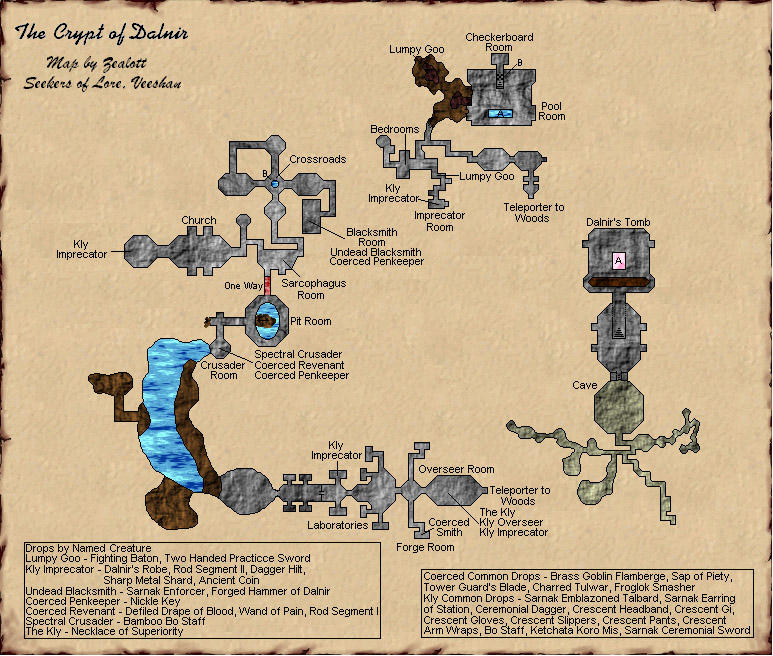 The Crypt of Dalnir
Map by Zealott
Seekers of Lore, Veeshan
Checkerboard
Room
Lumpy Goo
B
A
Pool
Room
Bedrooms
Lumpy Goo
Kly
Imprecator
Imprecator
Room
Teleporter to
Woods
Crossroads
B
Church
Kly
Imprecator
Blacksmith
Room
Undead Blacksmith
Coerced Penkeeper
Sarcophagus
Room
One Way
Pit Room
Spectral Crusader
Coerced Revenant
Coerced Penkeeper
Crusader
Room
Dalnir's Tomb
A
Cave
Kly
Imprecator
Overseer Room
Teleporter to
Woods
The Kly
Kly Overseer
Kly Imprecator
Laboratories
Coerced
Smith
Forge Room
Drops by Named Creature
Lumpy Goo - Fighting Baton, Two Handed Practicce Sword
Kly Imprecator - Dalnir's Robe, Rod Segment II, Dagger Hilt,
Sharp Metal Shard, Ancient Coin
Undead Blacksmith - Sarnak Enforcer, Forged Hammer of Dalnir
Coerced Penkeeper - Nickle Key
Coerced Revenant - Defiled Drape of Blood, Wand of Pain, Rod Segment I
Spectral Crusader - Bamboo Bo Staff
The Kly - Necklace of Superiority
Coerced Common Drops - Brass Goblin Flamberge, Sap of Piety,
Tower Guard's Blade, Charred Tulwar, Froglok Smasher
Kly Common Drops - Sarnak Emblazoned Talbard, Sarnak Earring
of Station, Ceremonial Dagger, Crescent Headband, Crescent Gi,
Crescent Gloves, Crescent Slippers, Crescent Pants, Crescent
Arm Wraps, Bo Staff, Ketchata Koro Mis, Sarnak Ceremonial Sword